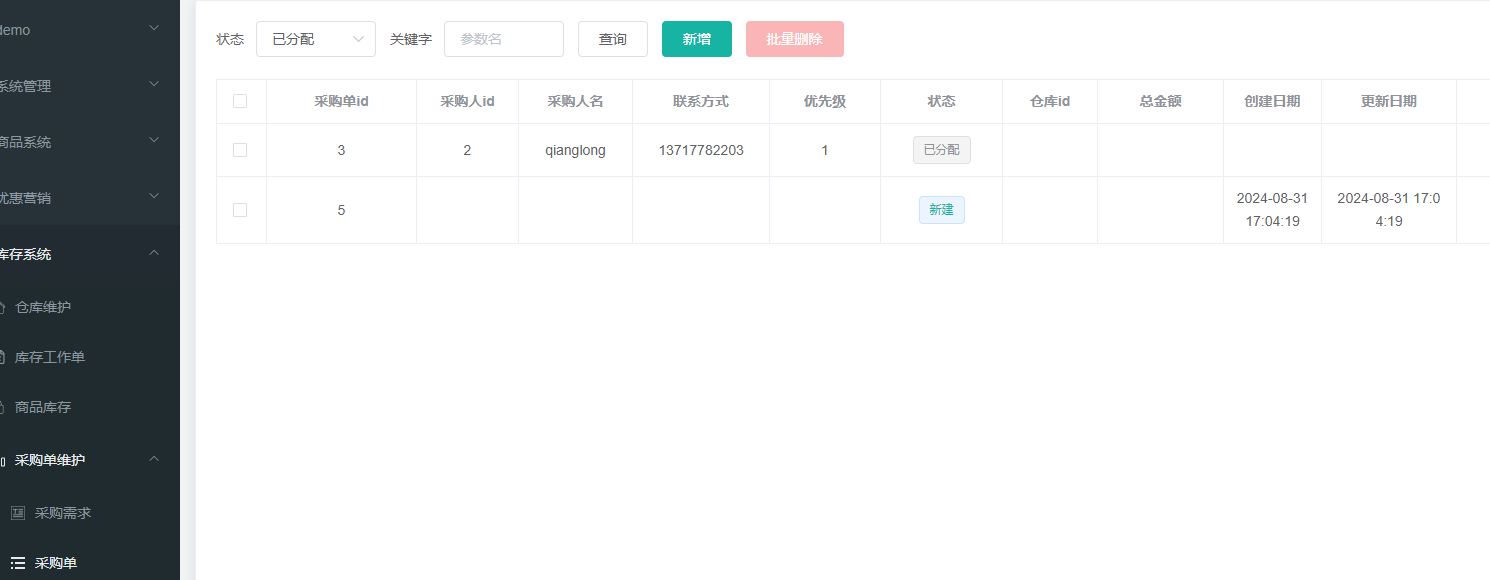 demo
系统管理
商品系统
优惠营销
库存系统
仓库维护
库存工作单
商品库存
采购单维护
采购需求
采购单
状态 已分配 关键字 参数名 查询 新增 批量删除
采购单id 采购人id 采购人名 联系方式 优先级 状态 仓库id 总金额 创建日期 更新日期
3 2 qianglong 13717782203 1 已分配
5 新建 2024-08-31 17:04:19 2024-08-31 17:04:19